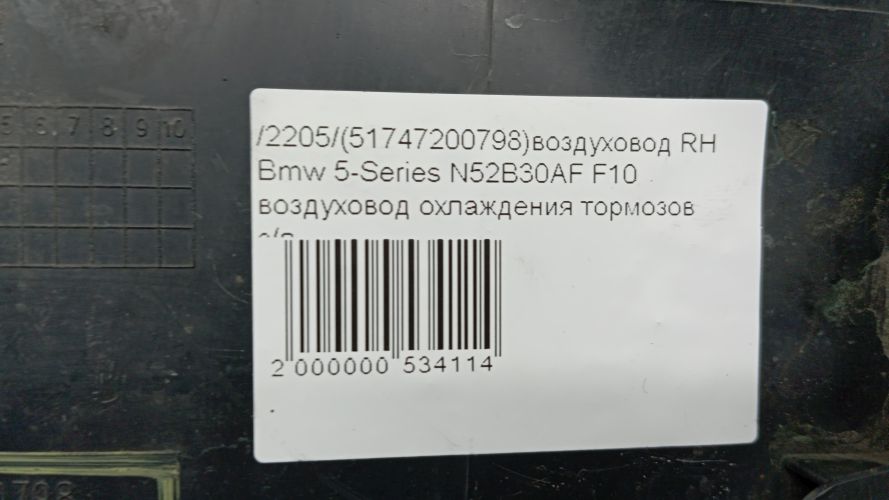 /2205/(51747200798)воздуховод RH
Bmw 5-Series N52B30AF F10
воздуховод охлаждения тормозов
2 000000 534114
5 6 7 8 9 10